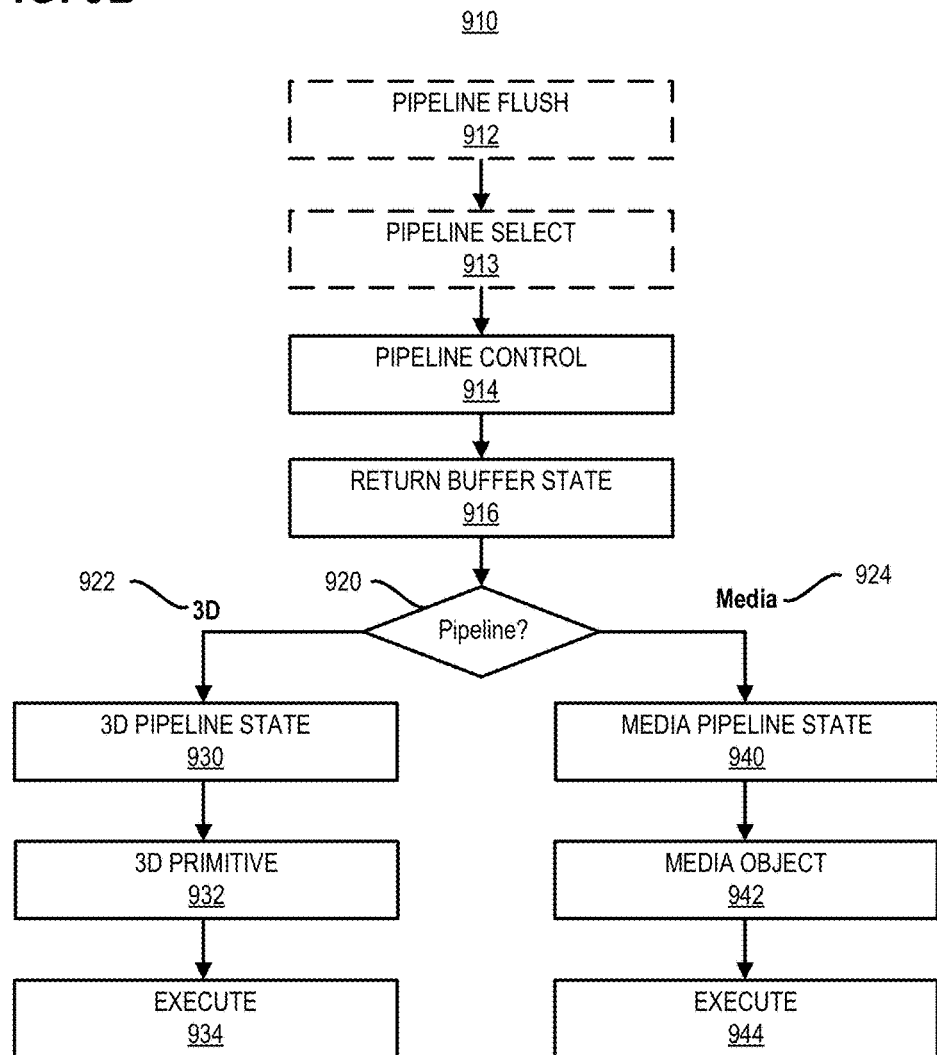 910
PIPELINE FLUSH
912
PIPELINE SELECT
913
PIPELINE CONTROL
914
RETURN BUFFER STATE
916
922
3D
920
Pipeline?
Media
924
3D PIPELINE STATE
930
MEDIA PIPELINE STATE
940
3D PRIMITIVE
932
MEDIA OBJECT
942
EXECUTE
934
EXECUTE
944